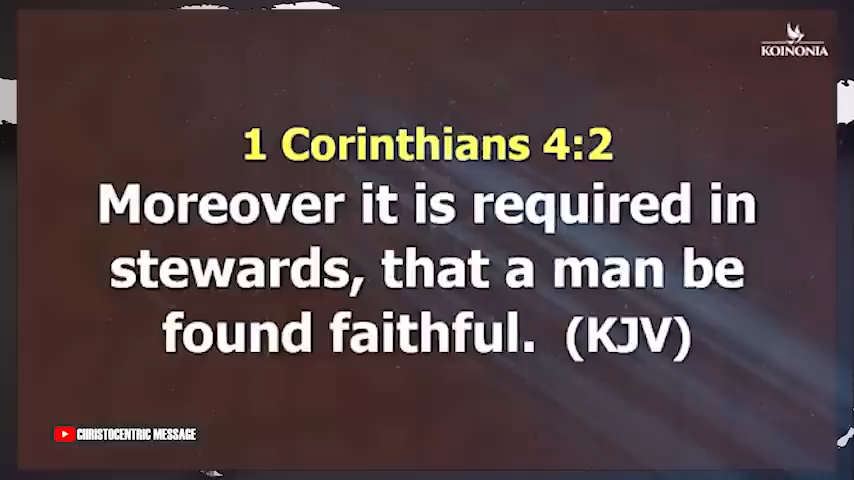 KOINONIA
1 Corinthians 4:2
Moreover it is required in
stewards, that a man be
found faithful. (KJV)
CHRISTOCENTRIC MESSAGE